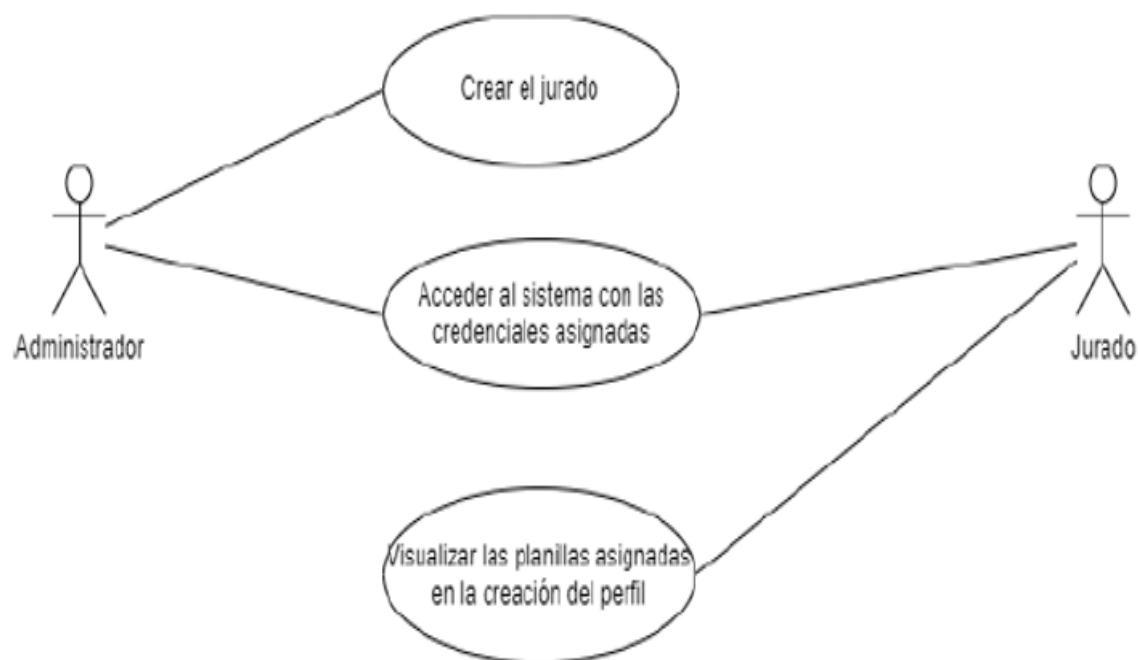 Crear el jurado
Acceder al sistema con las
credenciales asignadas
Administrador
Jurado
Visualizar las planillas asignadas
en la creación del perfil